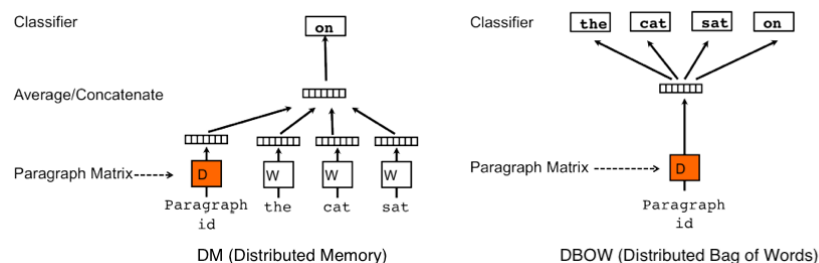 Classifier
on
Average/Concatenate
Paragraph Matrix
D
W
W
W
Paragraph
id
the
cat
sat
DM (Distributed Memory)
Classifier
the
cat
sat
on
Paragraph Matrix
D
Paragraph
id
DBOW (Distributed Bag of Words)